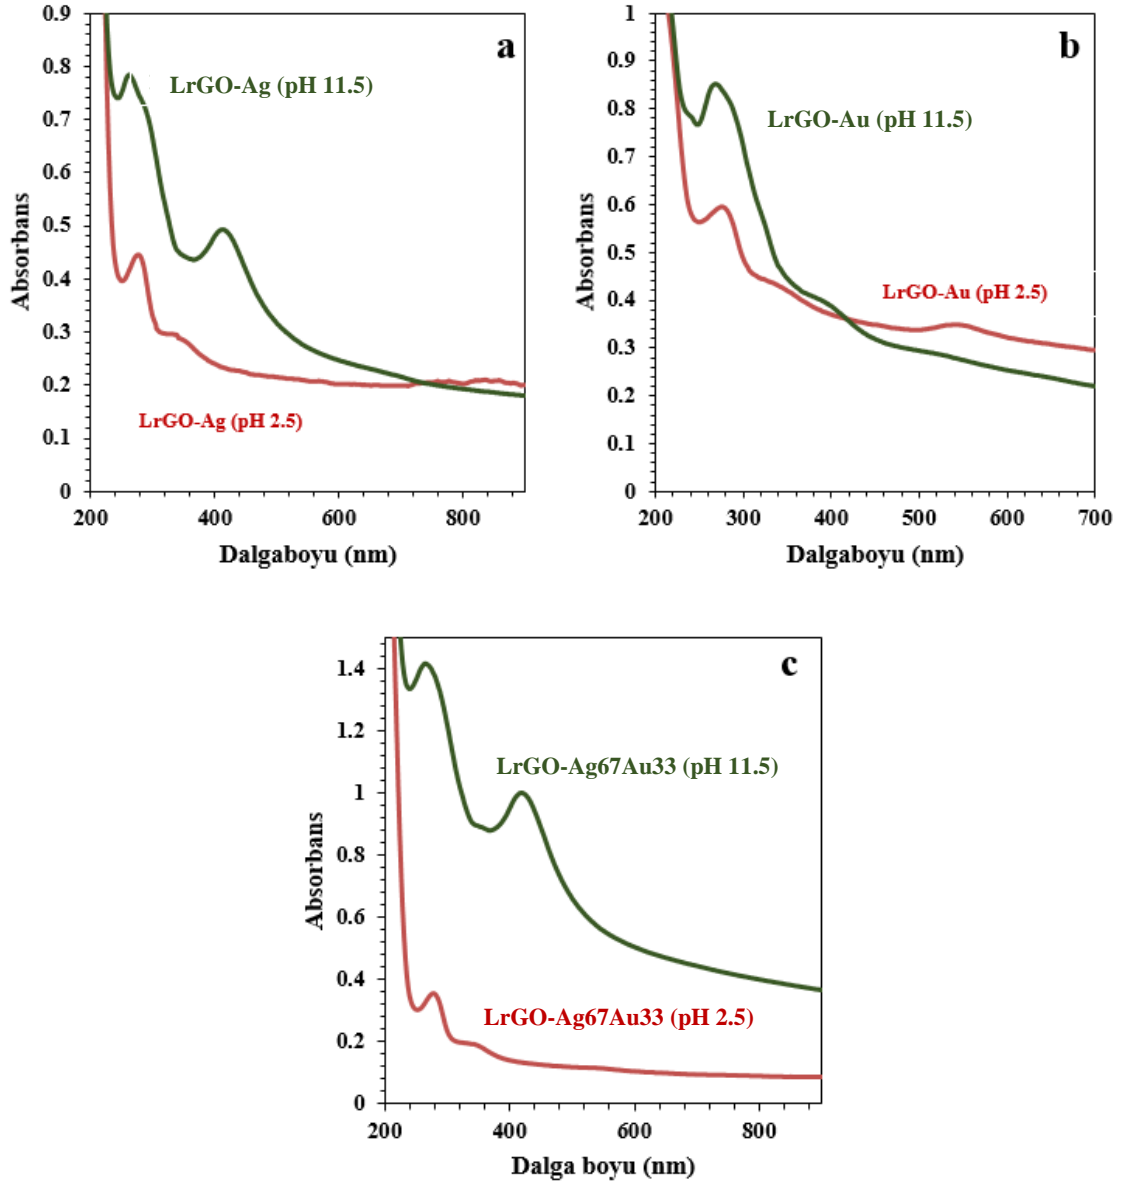 a
LrGO-Ag (pH 11.5)
LrGO-Ag (pH 2.5)
Absorbans
0.9
0.8
0.7
0.6
0.5
0.4
0.3
0.2
0.1
0
200 400 600 800
Dalgaboyu (nm)
b
LrGO-Au (pH 11.5)
LrGO-Au (pH 2.5)
Absorbans
1
0.9
0.8
0.7
0.6
0.5
0.4
0.3
0.2
0.1
0
200 300 400 500 600 700
Dalgaboyu (nm)
c
LrGO-Ag67Au33 (pH 11.5)
LrGO-Ag67Au33 (pH 2.5)
Absorbans
1.4
1.2
1
0.8
0.6
0.4
0.2
0
200 400 600 800
Dalga boyu (nm)